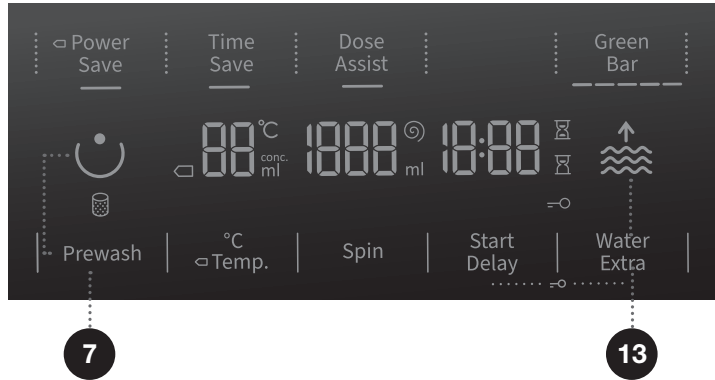 Power
Save
Time
Save
Dose
Assist
Green
Bar
88
°C
conc.
ml
1888
ml
18:88
Prewash
°C
Temp.
Spin
Start
Delay
Water
Extra
7
13